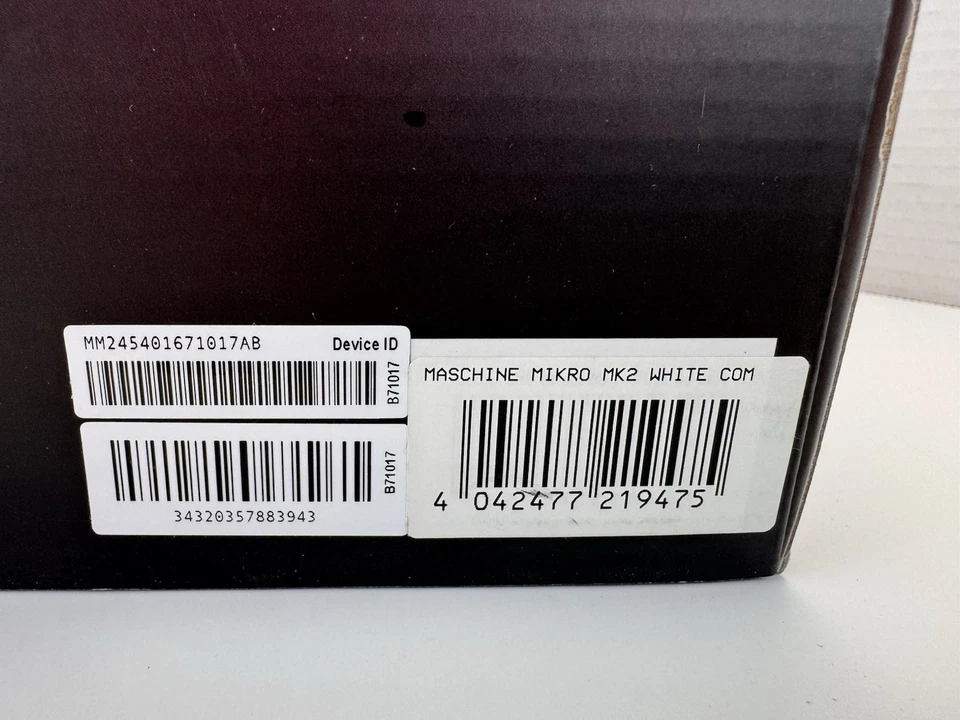 MM245401671017AB Device ID
B71017
34320357883943
B71017
MASCHINE MIKRO MK2 WHITE COM
4 042477 219475